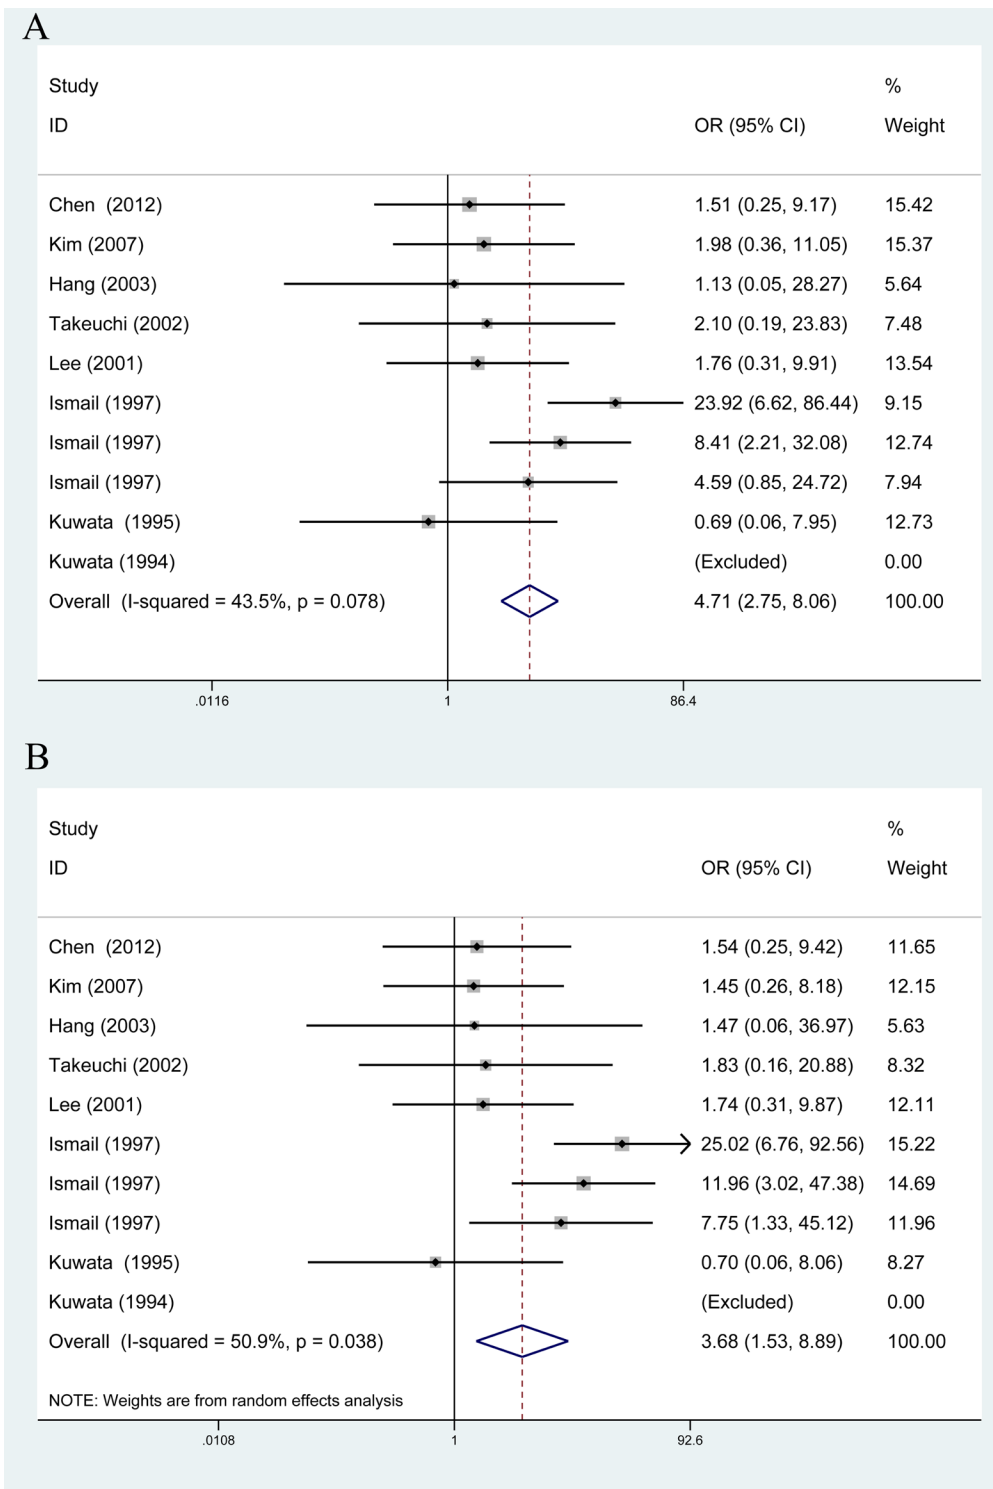 A
Study %
ID OR (95% CI) Weight
Chen (2012) 1.51 (0.25, 9.17) 15.42
Kim (2007) 1.98 (0.36, 11.05) 15.37
Hang (2003) 1.13 (0.05, 28.27) 5.64
Takeuchi (2002) 2.10 (0.19, 23.83) 7.48
Lee (2001) 1.76 (0.31, 9.91) 13.54
Ismail (1997) 23.92 (6.62, 86.44) 9.15
Ismail (1997) 8.41 (2.21, 32.08) 12.74
Ismail (1997) 4.59 (0.85, 24.72) 7.94
Kuwata (1995) 0.69 (0.06, 7.95) 12.73
Kuwata (1994) (Excluded) 0.00
Overall (I-squared = 43.5%, p = 0.078) 4.71 (2.75, 8.06) 100.00
.0116 1 86.4
B
Study %
ID OR (95% CI) Weight
Chen (2012) 1.54 (0.25, 9.42) 11.65
Kim (2007) 1.45 (0.26, 8.18) 12.15
Hang (2003) 1.47 (0.06, 36.97) 5.63
Takeuchi (2002) 1.83 (0.16, 20.88) 8.32
Lee (2001) 1.74 (0.31, 9.87) 12.11
Ismail (1997) 25.02 (6.76, 92.56) 15.22
Ismail (1997) 11.96 (3.02, 47.38) 14.69
Ismail (1997) 7.75 (1.33, 45.12) 11.96
Kuwata (1995) 0.70 (0.06, 8.06) 8.27
Kuwata (1994) (Excluded) 0.00
Overall (I-squared = 50.9%, p = 0.038) 3.68 (1.53, 8.89) 100.00
NOTE: Weights are from random effects analysis
.0108 1 92.6